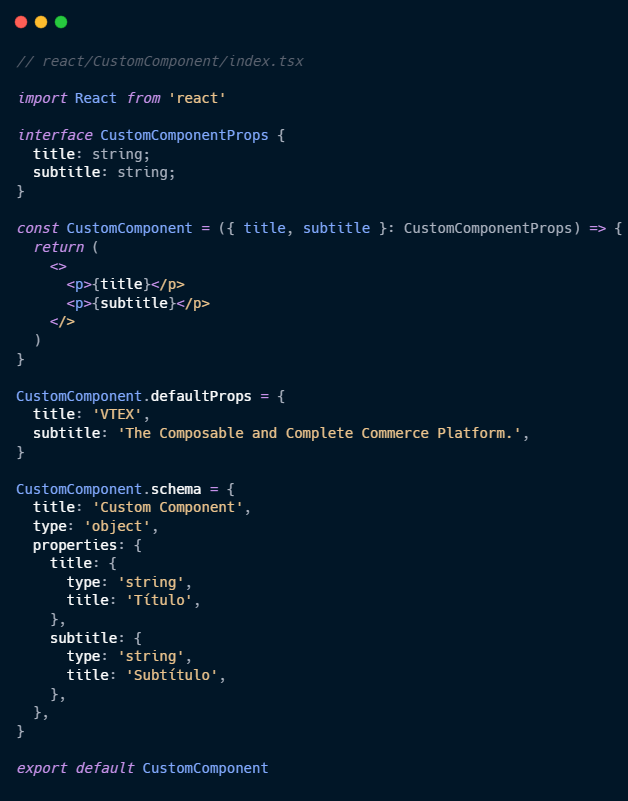 // react/CustomComponent/index.tsx
import React from 'react'
interface CustomComponentProps {
  title: string;
  subtitle: string;
}
const CustomComponent = ({ title, subtitle }: CustomComponentProps) => {
  return (
    <>
      <p>{title}</p>
      <p>{subtitle}</p>
    </>
  )
}
CustomComponent.defaultProps = {
  title: 'VTEX',
  subtitle: 'The Composable and Complete Commerce Platform.',
}
CustomComponent.schema = {
  title: 'Custom Component',
  type: 'object',
  properties: {
    title: {
      type: 'string',
      title: 'Título',
    },
    subtitle: {
      type: 'string',
      title: 'Subtítulo',
    },
  },
}
export default CustomComponent